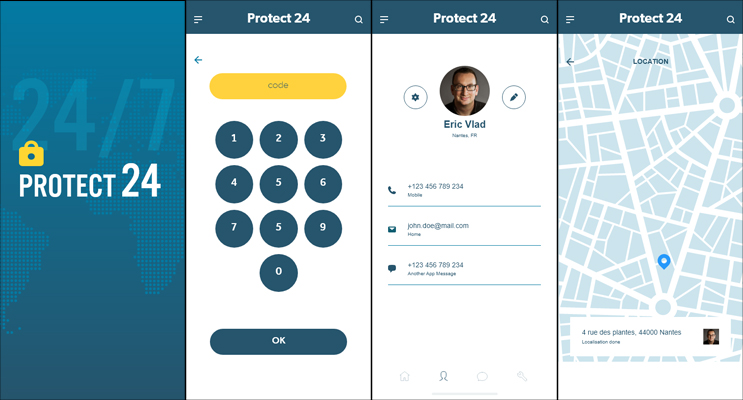 24/7
PROTECT 24
Protect 24
code
1 2 3
4 5 6
7 5 9
0
OK
Protect 24
Eric Vlad
Nantes, FR
+123 456 789 234
Mobile
john.doe@mail.com
Home
+123 456 789 234
Another App Message
Protect 24
LOCATION
4 rue des plantes, 44000 Nantes
Localisation done